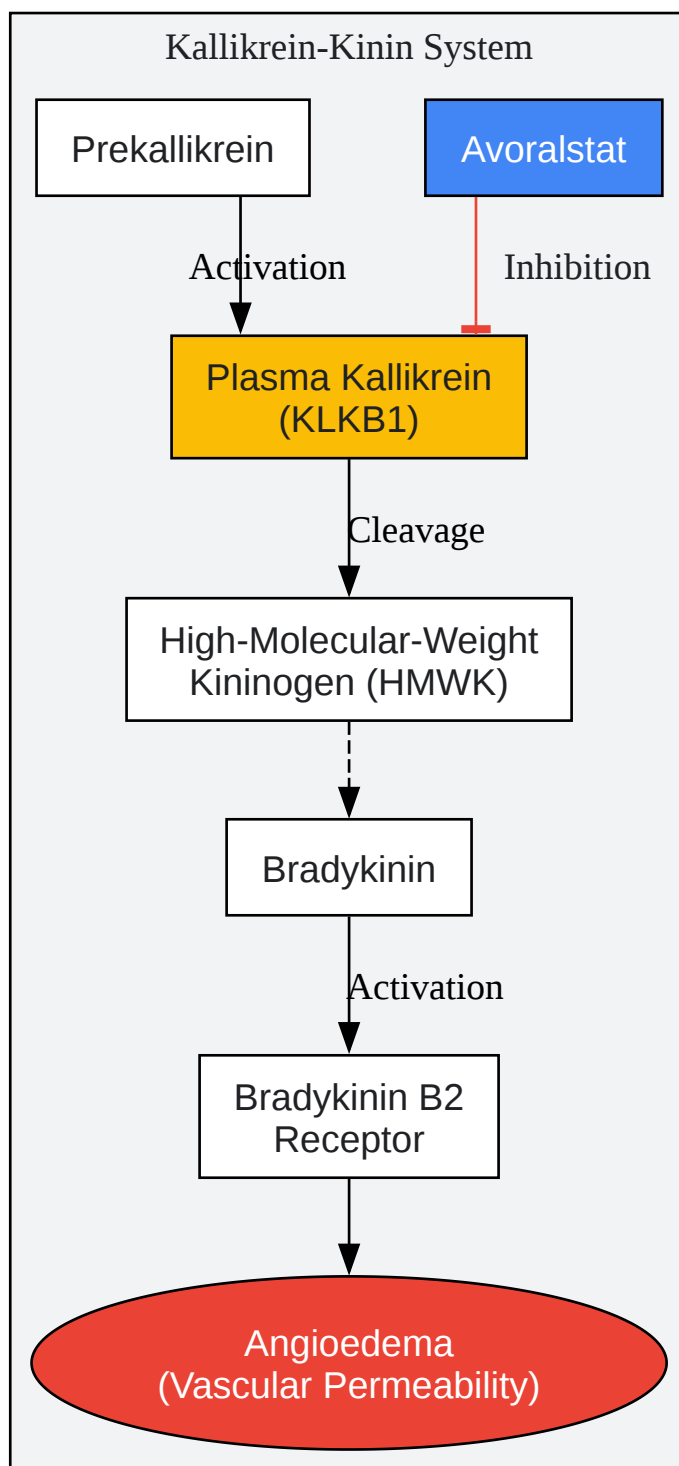 Kallikrein-Kinin System
Prekallikrein
Avoralstat
Activation
Inhibition
Plasma Kallikrein
(KLKB1)
Cleavage
High-Molecular-Weight
Kininogen (HMWK)
Bradykinin
Activation
Bradykinin B2
Receptor
Angioedema
(Vascular Permeability)